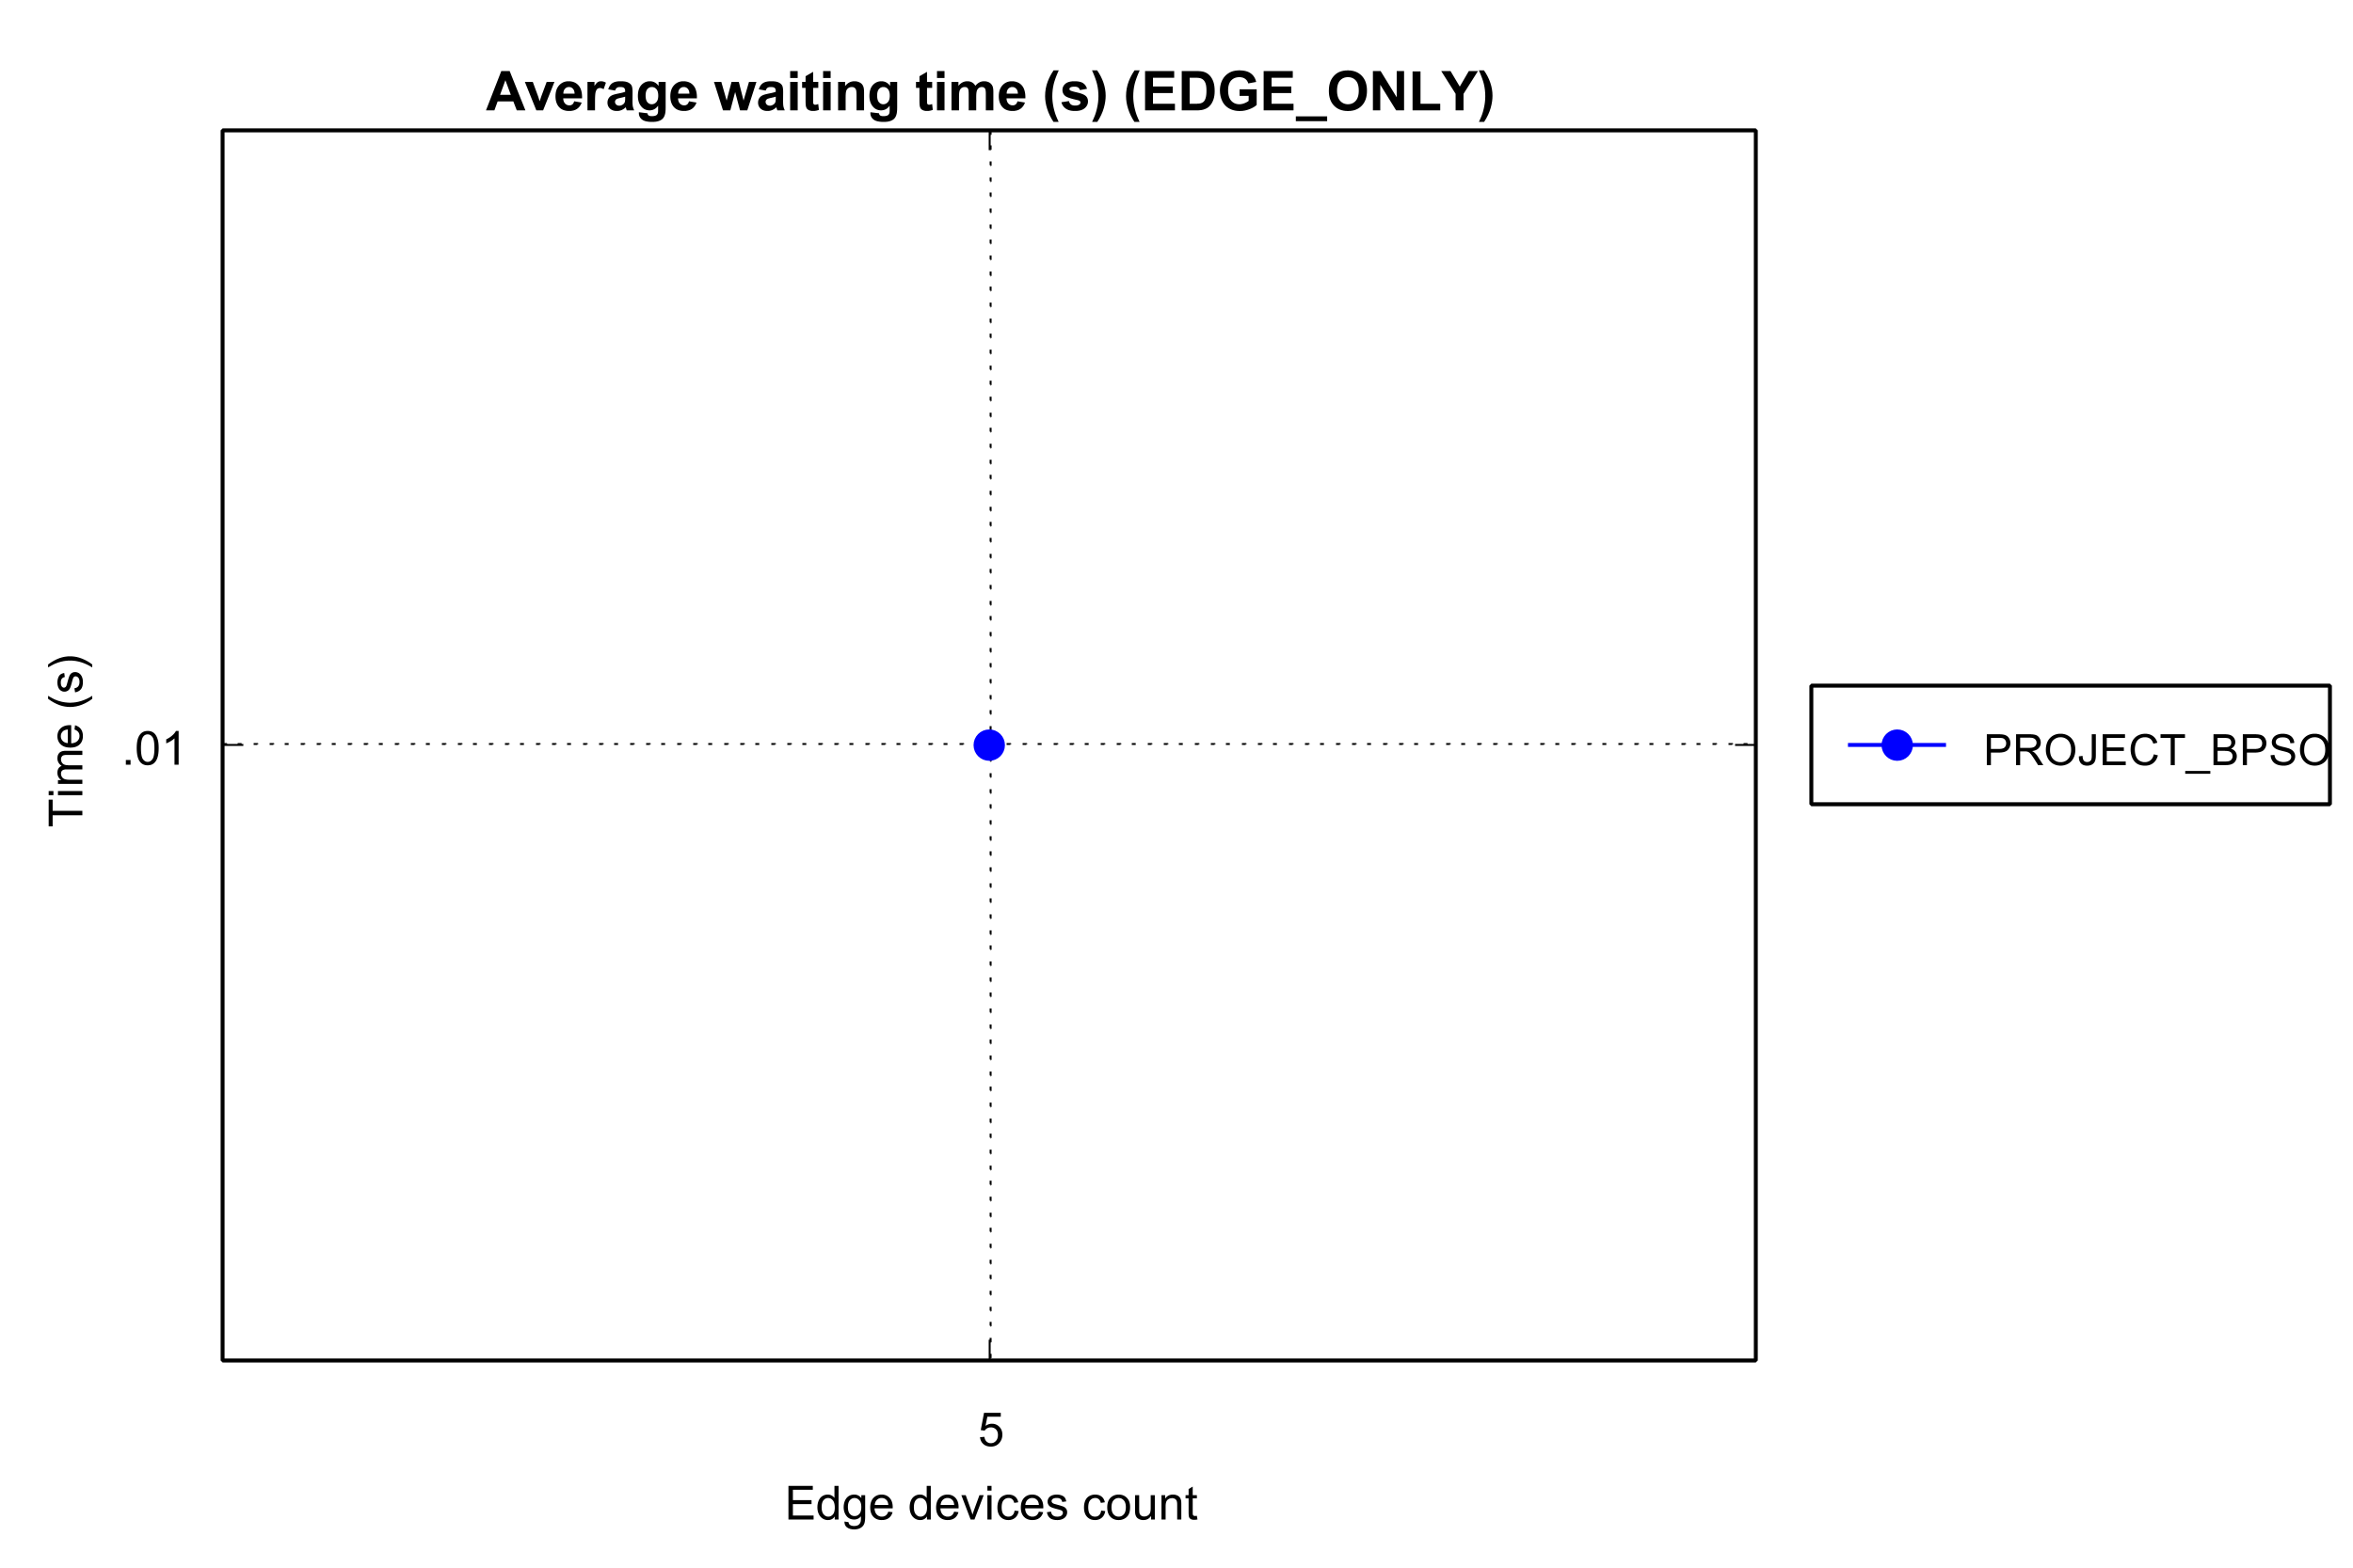 Average waiting time (s) (EDGE_ONLY)
Time (s)
.01
PROJECT_BPSO
5
Edge devices count